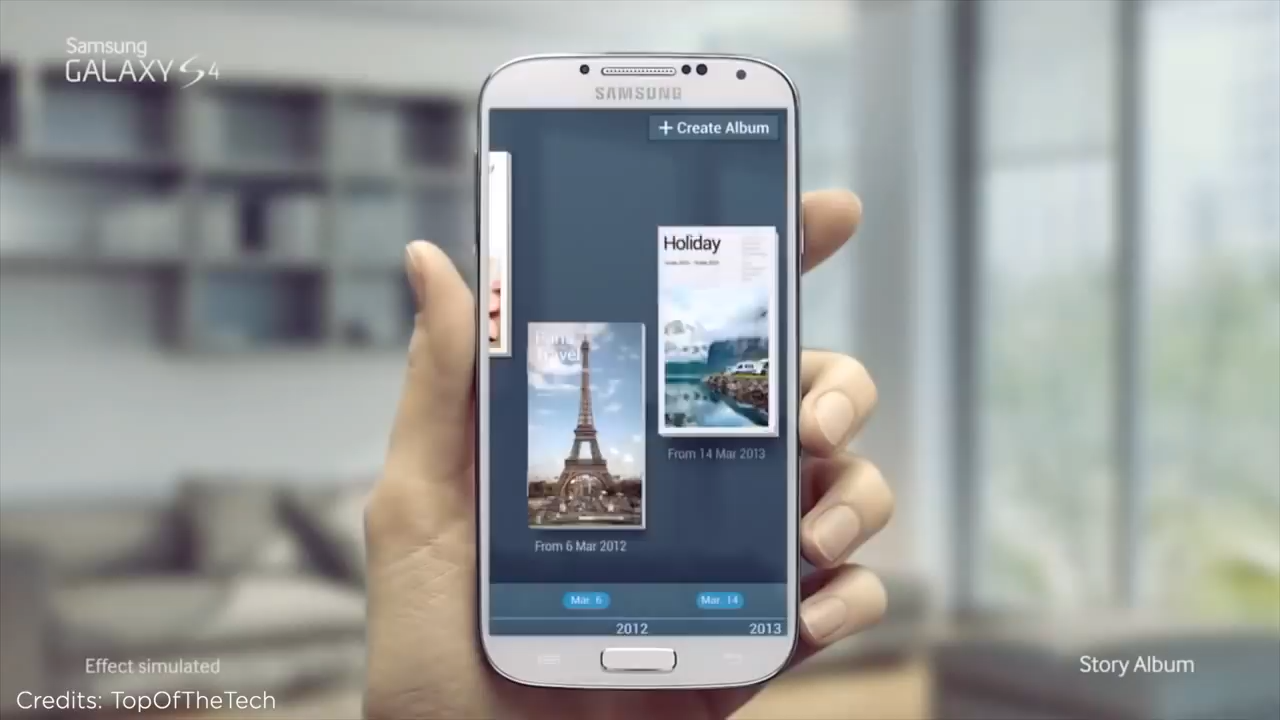 Samsung
GALAXY S4
SAMSUNG
+ Create Album
Holiday
Paris
Travel
From 14 Mar 2013
From 6 Mar 2012
Mar. 6
Mar. 14
2012
2013
Effect simulated
Story Album
Credits: TopOfTheTech